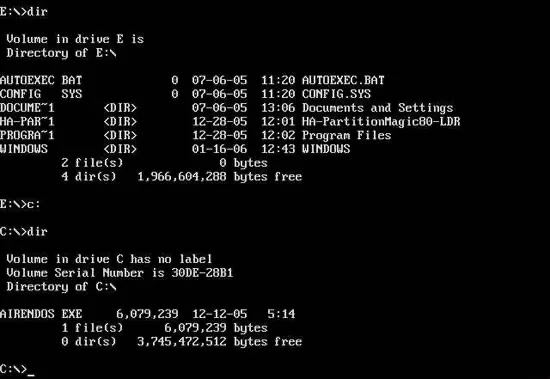 E:\>dir
Volume in drive E is
Directory of E:\
AUTOEXEC BAT 0 07-06-05 11:20 AUTOEXEC.BAT
CONFIG SYS 0 07-06-05 11:20 CONFIG.SYS
DOCUME~1 <DIR> 07-06-05 13:06 Documents and Settings
HA-PAR~1 <DIR> 12-28-05 12:01 HA-PartitionMagic80-LDR
PROGRA~1 <DIR> 12-28-05 12:02 Program Files
WINDOWS <DIR> 01-16-06 12:43 WINDOWS
2 file(s) 0 bytes
4 dir(s) 1,966,604,288 bytes free
E:\>c:
C:\>dir
Volume in drive C has no label
Volume Serial Number is 30DE-28B1
Directory of C:\
AIRENDOS EXE 6,079,239 12-12-05 5:14
1 file(s) 6,079,239 bytes
0 dir(s) 3,745,472,512 bytes free
C:\>_